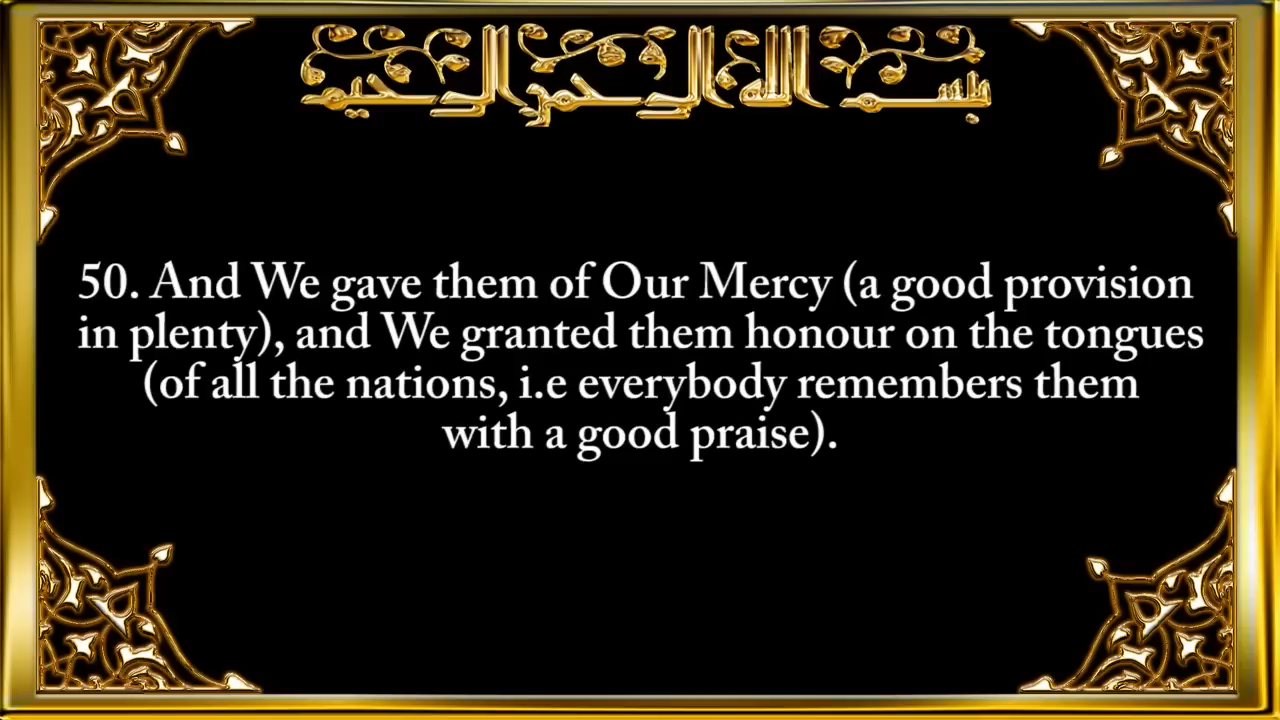 بسم الله الرحمن الرحيم
50. And We gave them of Our Mercy (a good provision
in plenty), and We granted them honour on the tongues
(of all the nations, i.e everybody remembers them
with a good praise).